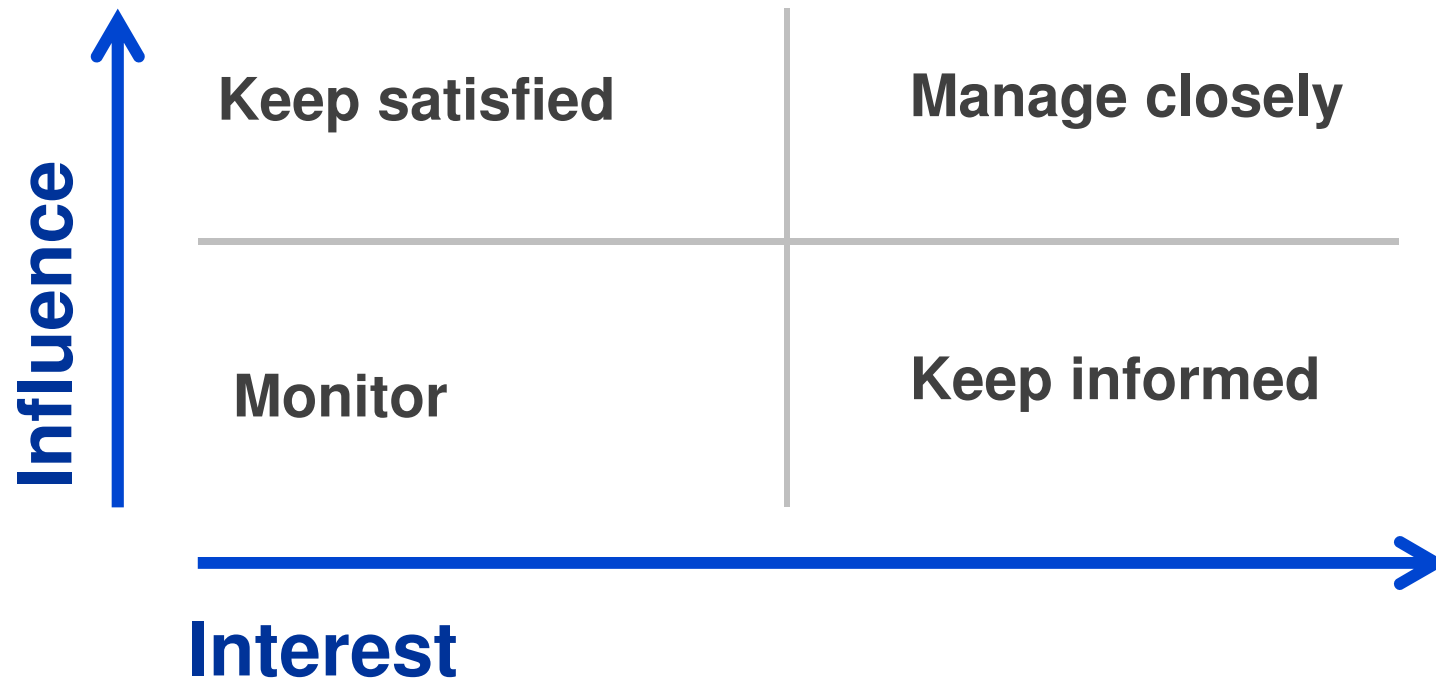 Keep satisfied
Manage closely
Influence
Monitor
Keep informed
Interest